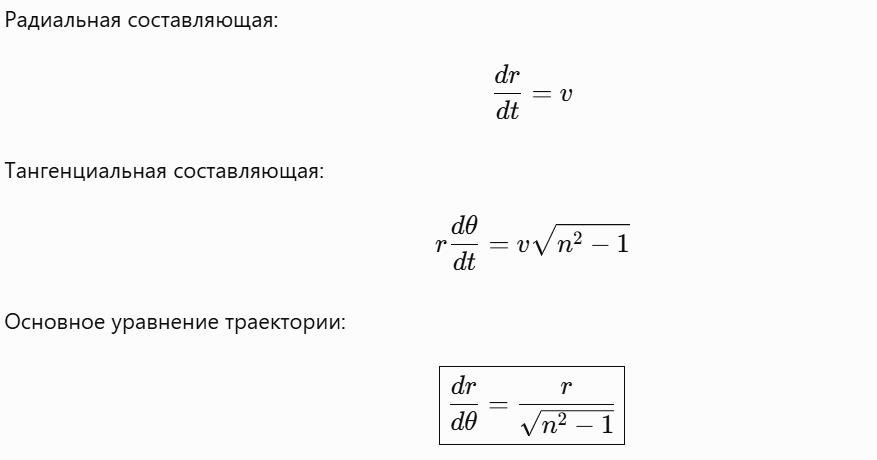 Радиальная составляющая:
dr/dt = v
Тангенциальная составляющая:
r dθ/dt = v√(n² − 1)
Основное уравнение траектории:
dr/dθ = r/√(n² − 1)